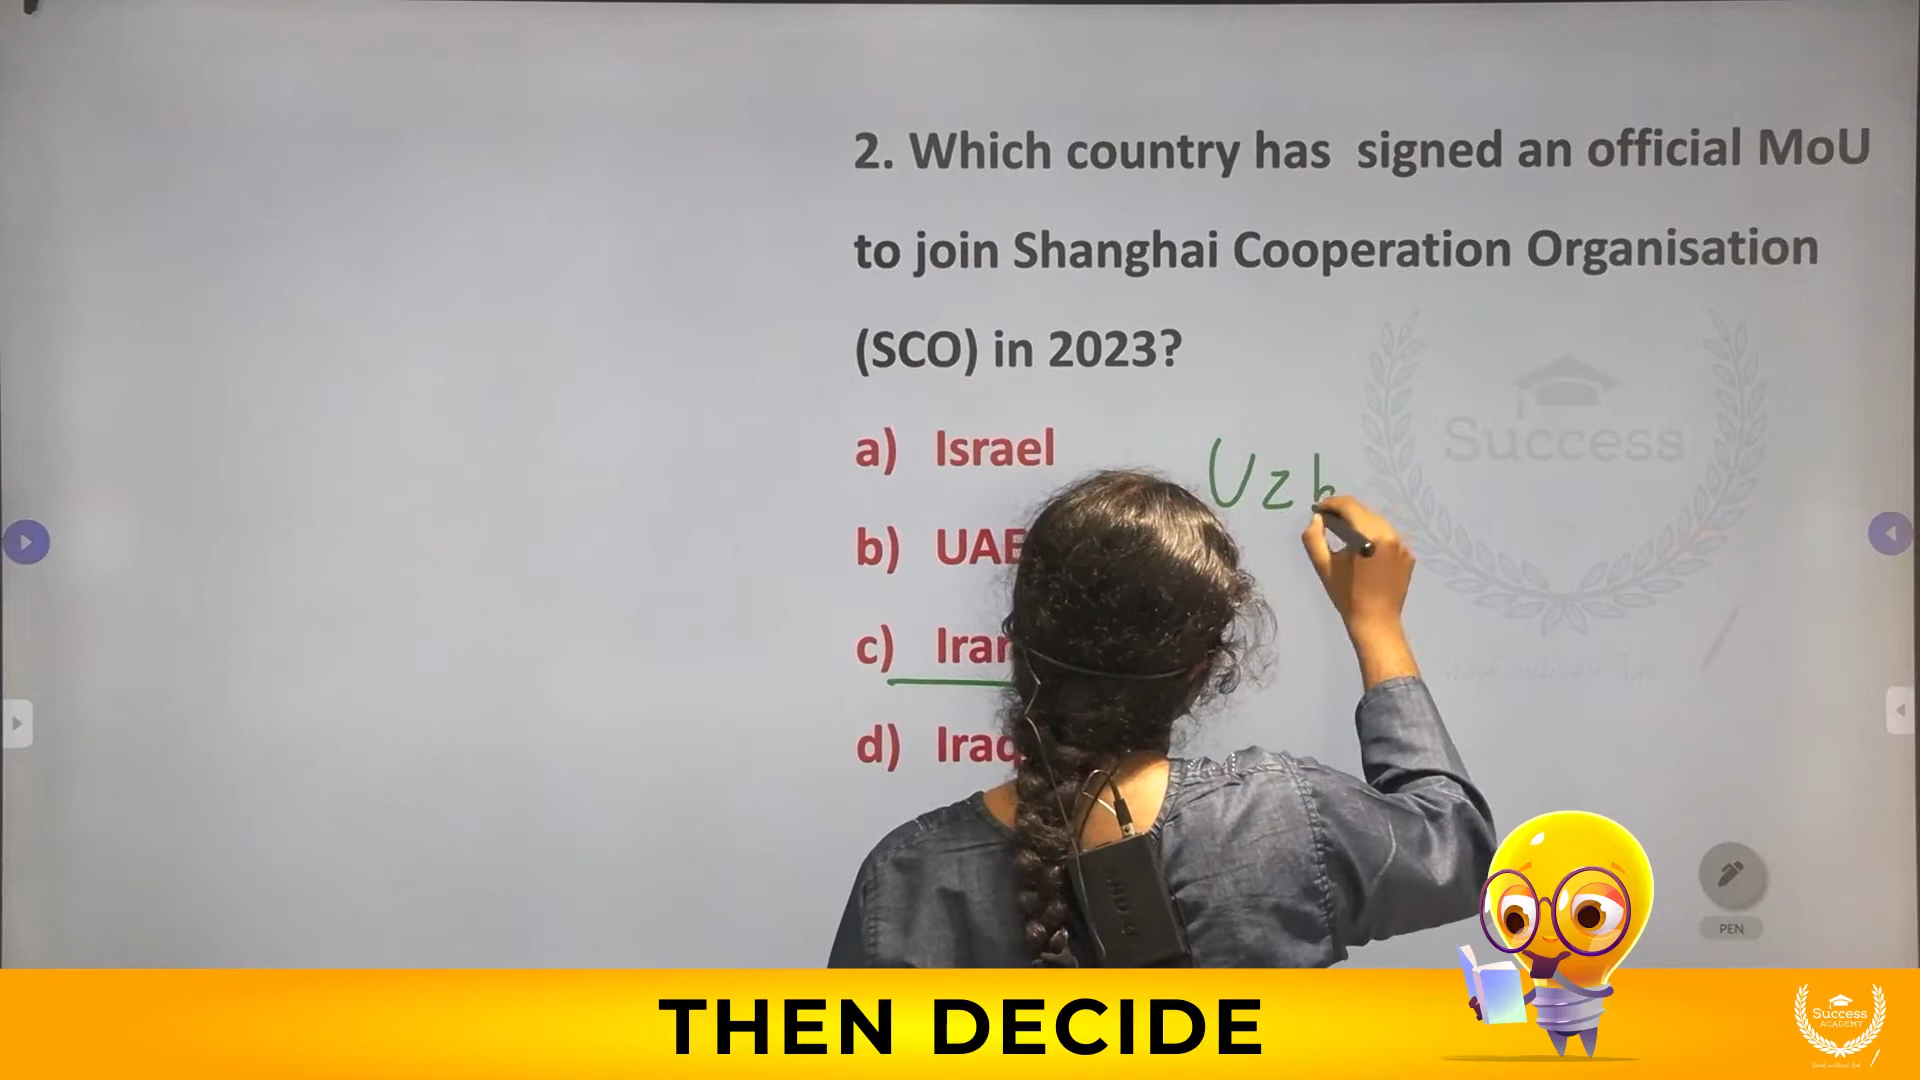 2. Which country has signed an official MoU
to join Shanghai Cooperation Organisation
(SCO) in 2023?
a) Israel
Uzb
Success
b) UAE
c) Iran
d) Iraq
PEN
THEN DECIDE
Success
ACADEMY